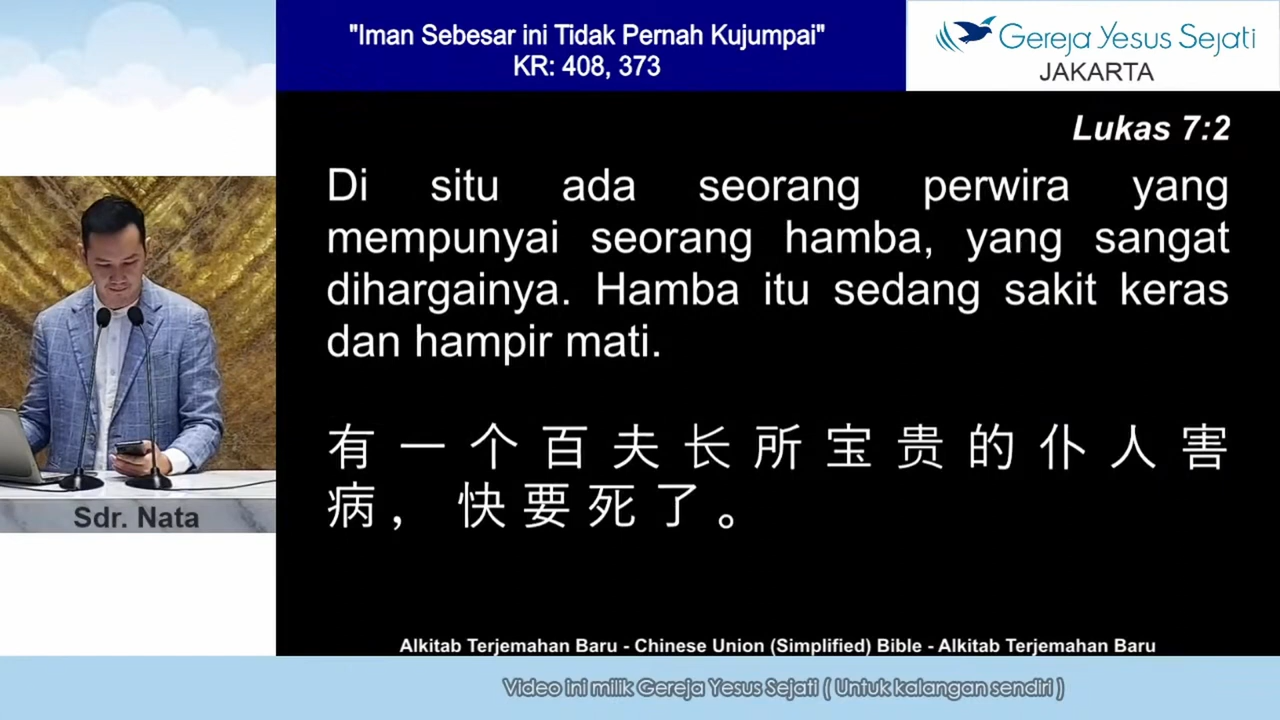 "Iman Sebesar ini Tidak Pernah Kujumpai"
KR: 408, 373
Gereja Yesus Sejati
JAKARTA
Lukas 7:2
Di situ ada seorang perwira yang
mempunyai seorang hamba, yang sangat
dihargainya. Hamba itu sedang sakit keras
dan hampir mati.
有一个百夫长所宝贵的仆人害
病，快要死了。
Sdr. Nata
Alkitab Terjemahan Baru - Chinese Union (Simplified) Bible - Alkitab Terjemahan Baru
Video ini milik Gereja Yesus Sejati ( Untuk kalangan sendiri )